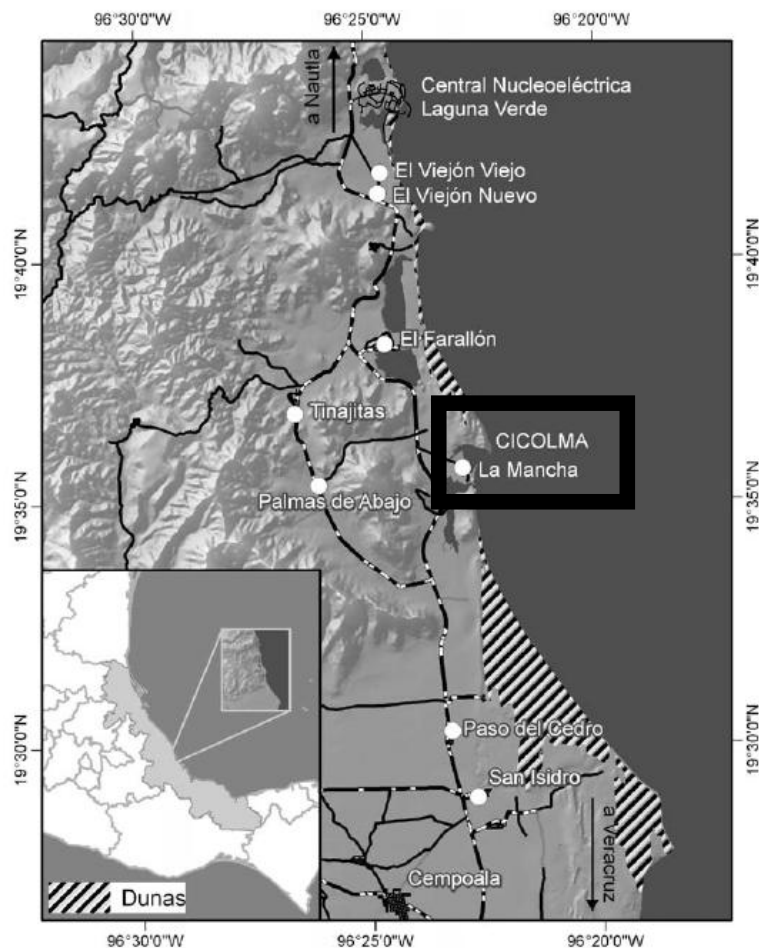 96°30'0"W 96°25'0"W 96°20'0"W
a Nautla
Central Nucleoeléctrica
Laguna Verde
El Viejón Viejo
El Viejón Nuevo
19°40'0"N 19°40'0"N
El Farallón
Tinajitas
CICOLMA
La Mancha
Palmas de Abajo
19°35'0"N 19°35'0"N
Paso del Cedro
19°30'0"N 19°30'0"N
San Isidro
a Veracruz
Cempoala
Dunas
96°30'0"W 96°25'0"W 96°20'0"W